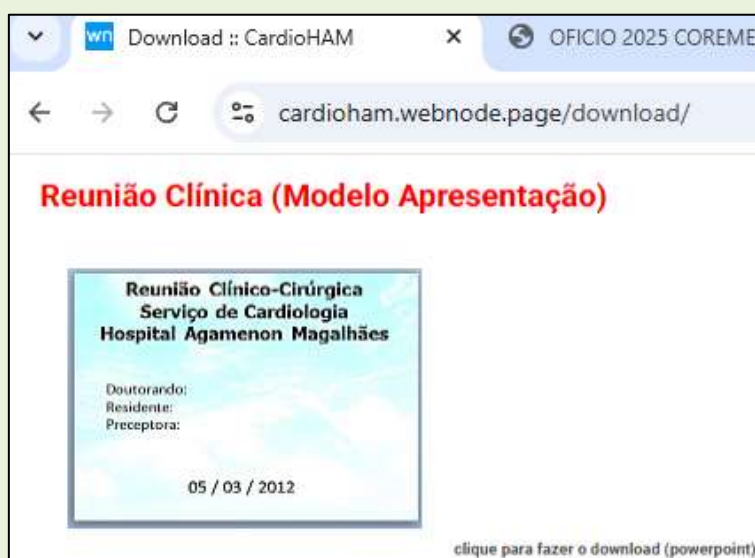 wn Download :: CardioHAM × OFICIO 2025 COREME
cardioham.webnode.page/download/
Reunião Clínica (Modelo Apresentação)
Reunião Clínico-Cirúrgica
Serviço de Cardiologia
Hospital Agamenon Magalhães
Doutorando:
Residente:
Preceptora:
05 / 03 / 2012
clique para fazer o download (powerpoint)